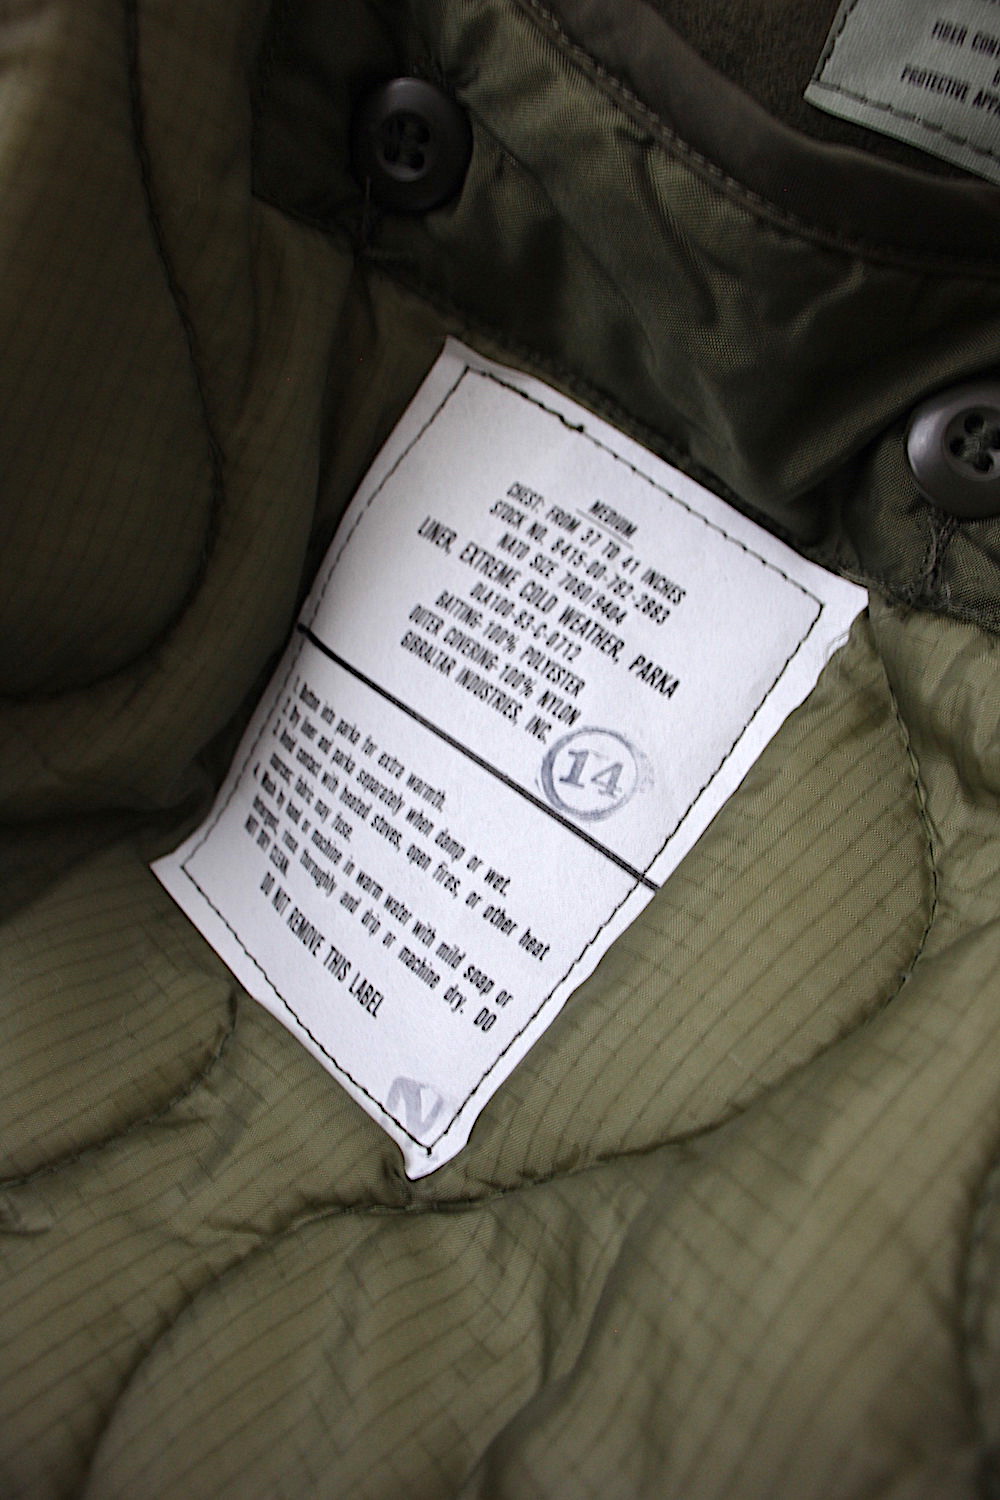 FIBER
PROTECTIVE
MEDIUM
CHEST: FROM 37 TO 41 INCHES
STOCK NO. 8415-00-782-2883
NATO SIZE 7080/9404
LINER, EXTREME COLD WEATHER, PARKA
DLA100-83-C-0712
BATTING-100% POLYESTER
OUTER COVERING-100% NYLON
GIBRALTAR INDUSTRIES, INC.
14
1. Button into parka for extra warmth.
2. Dry liner and parka separately when damp or wet.
3. Avoid contact with heated stoves, open fires, or other heat
sources; fabric may fuse.
4. Wash by hand or machine in warm water with mild soap or
detergent, rinse thoroughly and drip or machine dry. DO
NOT DRY CLEAN.
DO NOT REMOVE THIS LABEL